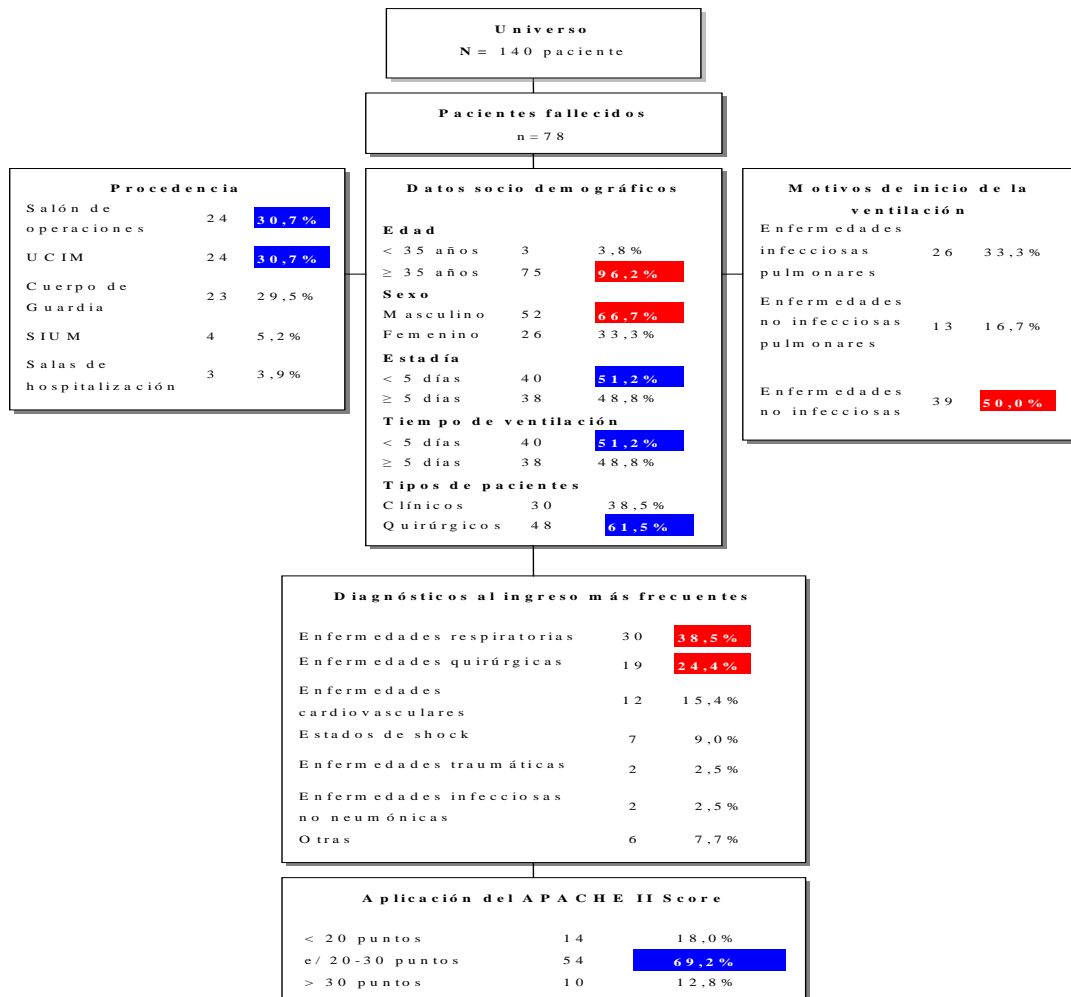 Universo
N= 140 paciente
Pacientes fallecidos
n=78
Procedencia
Salón de
operaciones 24 30,7%
UCIM 24 30,7%
Cuerpo de
Guardia 23 29,5%
SIUM 4 5,2%
Salas de
hospitalización 3 3,9%
Datos socio demográficos
Edad
< 35 años 3 3,8%
≥ 35 años 75 96,2%
Sexo
Masculino 52 66,7%
Femenino 26 33,3%
Estadía
< 5 días 40 51,2%
≥ 5 días 38 48,8%
Tiempo de ventilación
< 5 días 40 51,2%
≥ 5 días 38 48,8%
Tipos de pacientes
Clínicos 30 38,5%
Quirúrgicos 48 61,5%
Motivos de inicio de la
ventilación
Enfermedades
infecciosas 26 33,3%
pulmonares
Enfermedades
no infecciosas 13 16,7%
pulmonares
Enfermedades
no infecciosas 39 50,0%
Diagnósticos al ingreso más frecuentes
Enfermedades respiratorias 30 38,5%
Enfermedades quirúrgicas 19 24,4%
Enfermedades
cardiovasculares 12 15,4%
Estados de shock 7 9,0%
Enfermedades traumáticas 2 2,5%
Enfermedades infecciosas
no neumónicas 2 2,5%
Otras 6 7,7%
Aplicación del APACHE II Score
< 20 puntos 14 18,0%
e/ 20-30 puntos 54 69,2%
> 30 puntos 10 12,8%